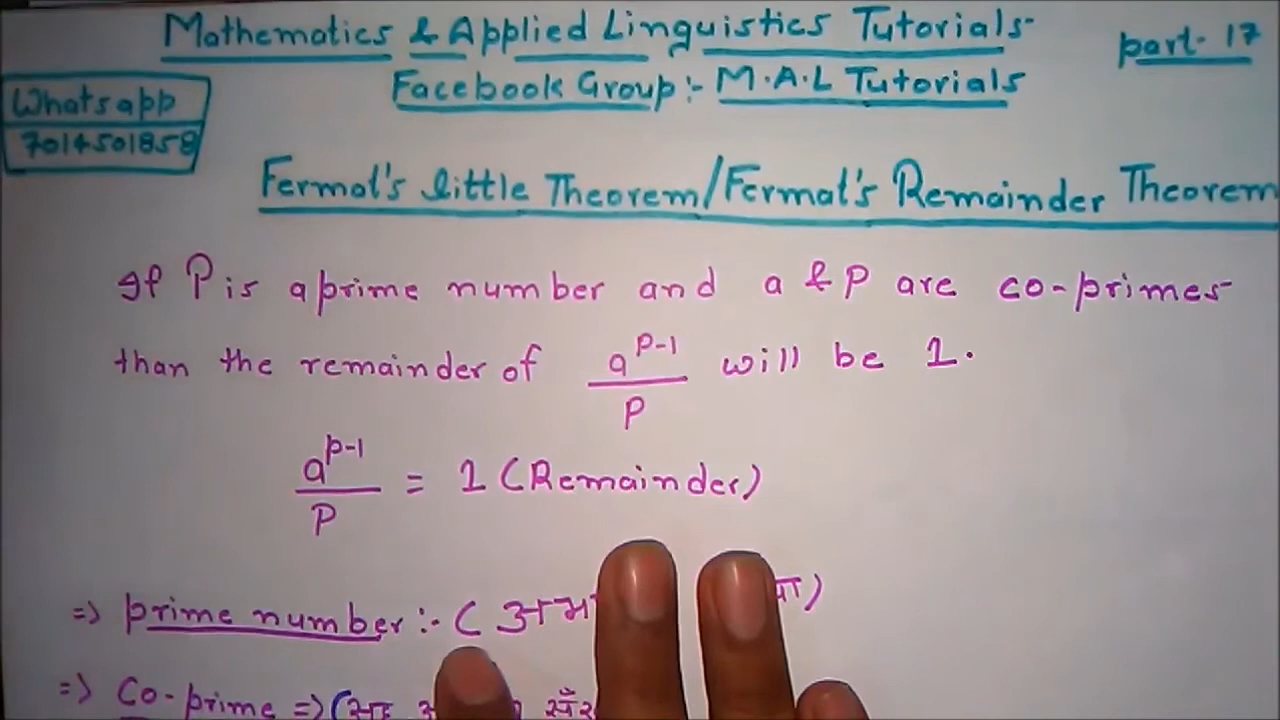 Mathematics & Applied Linguistics Tutorials
part- 17
Facebook Group:- M.A.L Tutorials
Whatsapp
7014501858
Fermat's little Theorem/Fermat's Remainder Theorem
If P is a prime number and a & p are co-primes
than the remainder of a^(p-1)/p will be 1.
a^(p-1)/p = 1 (Remainder)
=> prime number :- (
=> Co-prime => (